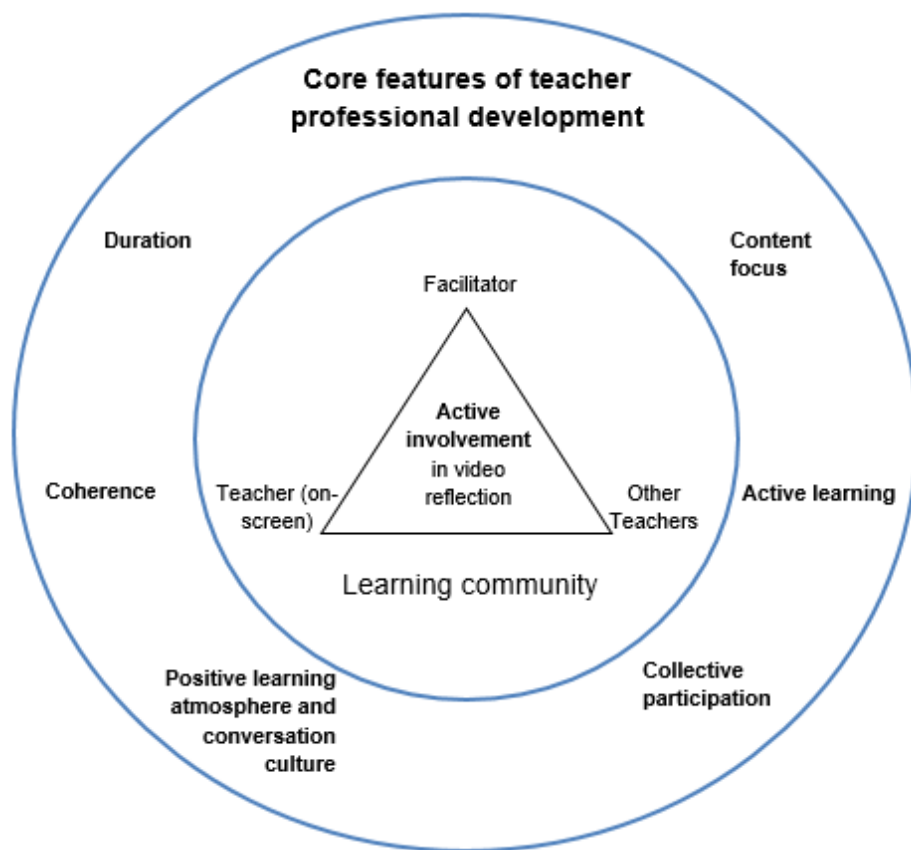 Core features of teacher
professional development
Duration
Content
focus
Facilitator
Active
involvement
in video
reflection
Coherence
Teacher (on-
screen)
Other
Teachers
Active learning
Learning community
Positive learning
atmosphere and
conversation
culture
Collective
participation